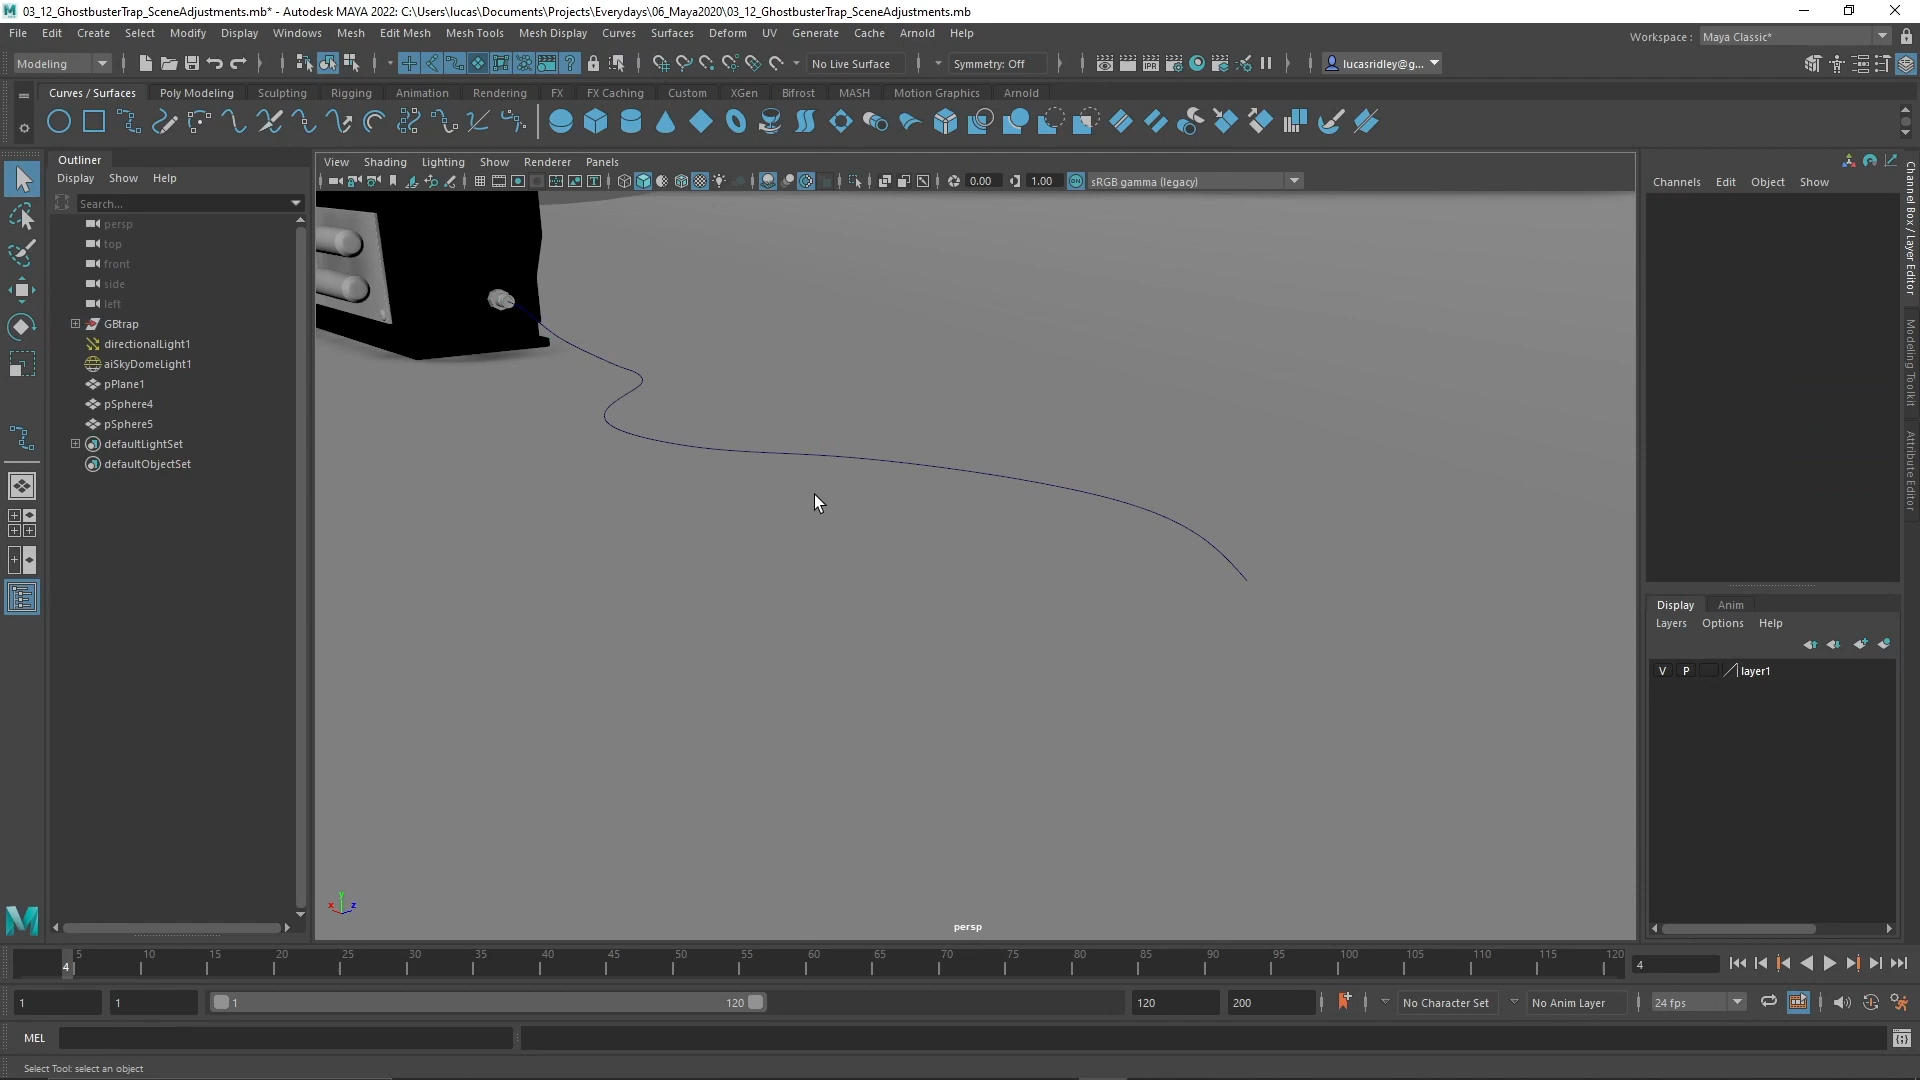 03_12_GhostbusterTrap_SceneAdjustments.mb* - Autodesk MAYA 2022: C:\Users\lucas\Documents\Projects\Everydays\06_Maya2020\03_12_GhostbusterTrap_SceneAdjustments.mb
File Edit Create Select Modify Display Windows Mesh Edit Mesh Mesh Tools Mesh Display Curves Surfaces Deform UV Generate Cache Arnold Help
Workspace : Maya Classic*
Modeling
No Live Surface
Symmetry: Off
lucasridley@g...
Curves / Surfaces Poly Modeling Sculpting Rigging Animation Rendering FX FX Caching Custom XGen Bifrost MASH Motion Graphics Arnold
Outliner
Display Show Help
Search...
persp
top
front
side
left
GBtrap
directionalLight1
aiSkyDomeLight1
pPlane1
pSphere4
pSphere5
defaultLightSet
defaultObjectSet
View Shading Lighting Show Renderer Panels
0.00 1.00 ON sRGB gamma (legacy)
y
x z
persp
Channels Edit Object Show
Channel Box / Layer Editor
Modeling Toolkit
Attribute Editor
Display Anim
Layers Options Help
V P layer1
4
5 10 15 20 25 30 35 40 45 50 55 60 65 70 75 80 85 90 95 100 105 110 115 120
4
1 1 1 120 120 200 No Character Set No Anim Layer 24 fps
MEL
Select Tool: select an object